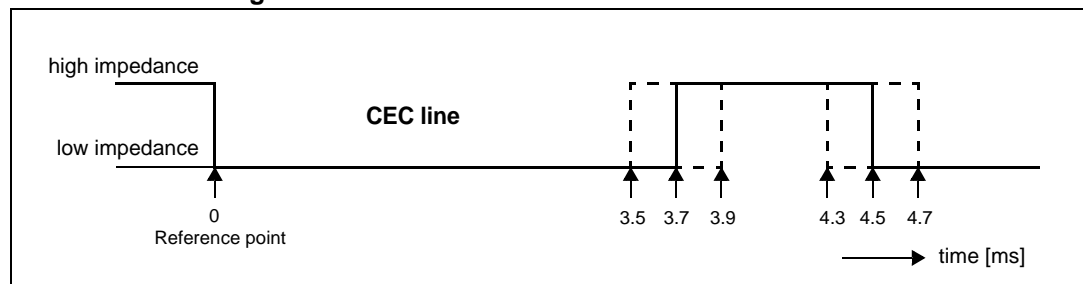 high impedance
CEC line
low impedance
0
Reference point
3.5 3.7 3.9 4.3 4.5 4.7
time [ms]